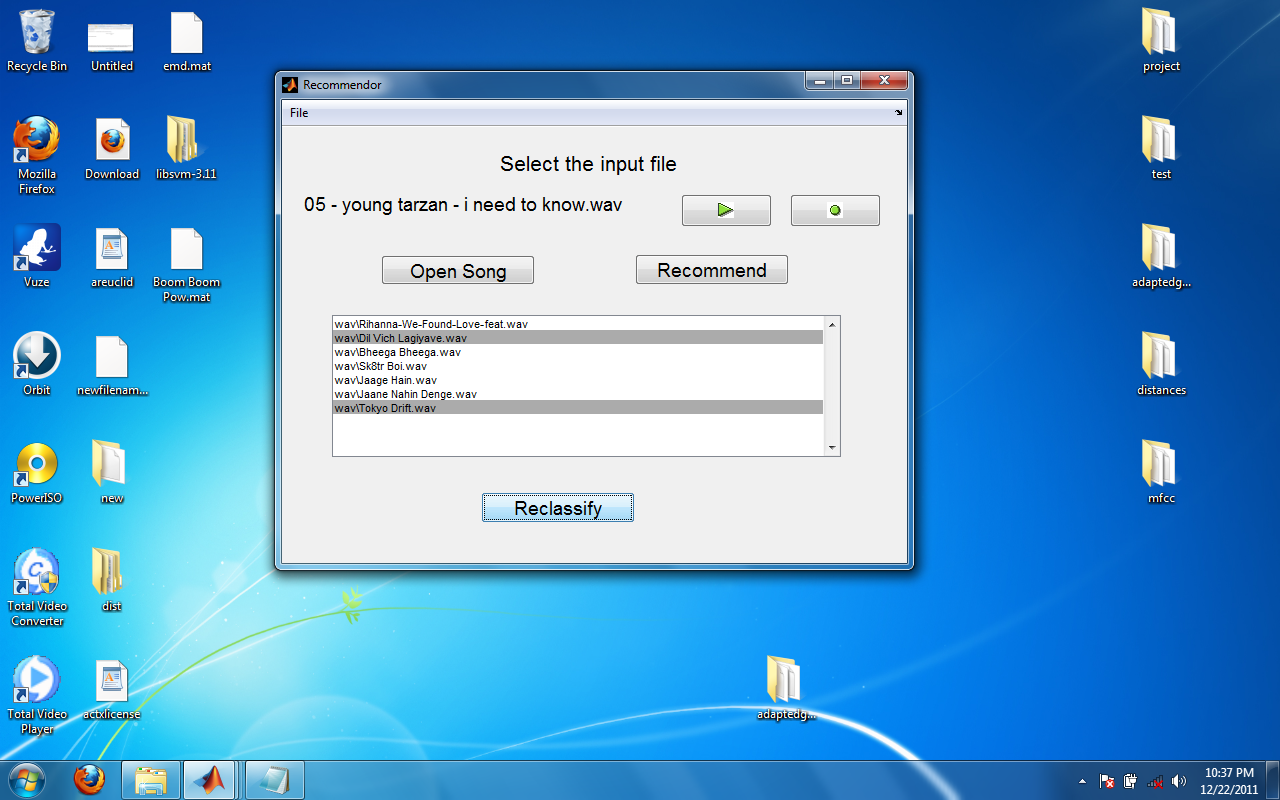 Recycle Bin
Untitled
emd.mat
Mozilla
Firefox
Download
libsvm-3.11
Vuze
areuclid
Boom Boom
Pow.mat
Orbit
newfilenam...
PowerISO
new
Total Video
Converter
dist
Total Video
Player
actxlicense
Recommendor
File
Select the input file
05 - young tarzan - i need to know.wav
Open Song
Recommend
wav\Rihanna-We-Found-Love-feat.wav
wav\Dil Vich Lagiyave.wav
wav\Bheega Bheega.wav
wav\Sk8tr Boi.wav
wav\Jaage Hain.wav
wav\Jaane Nahin Denge.wav
wav\Tokyo Drift.wav
Reclassify
project
test
adaptedg...
distances
mfcc
adaptedg...
10:37 PM
12/22/2011